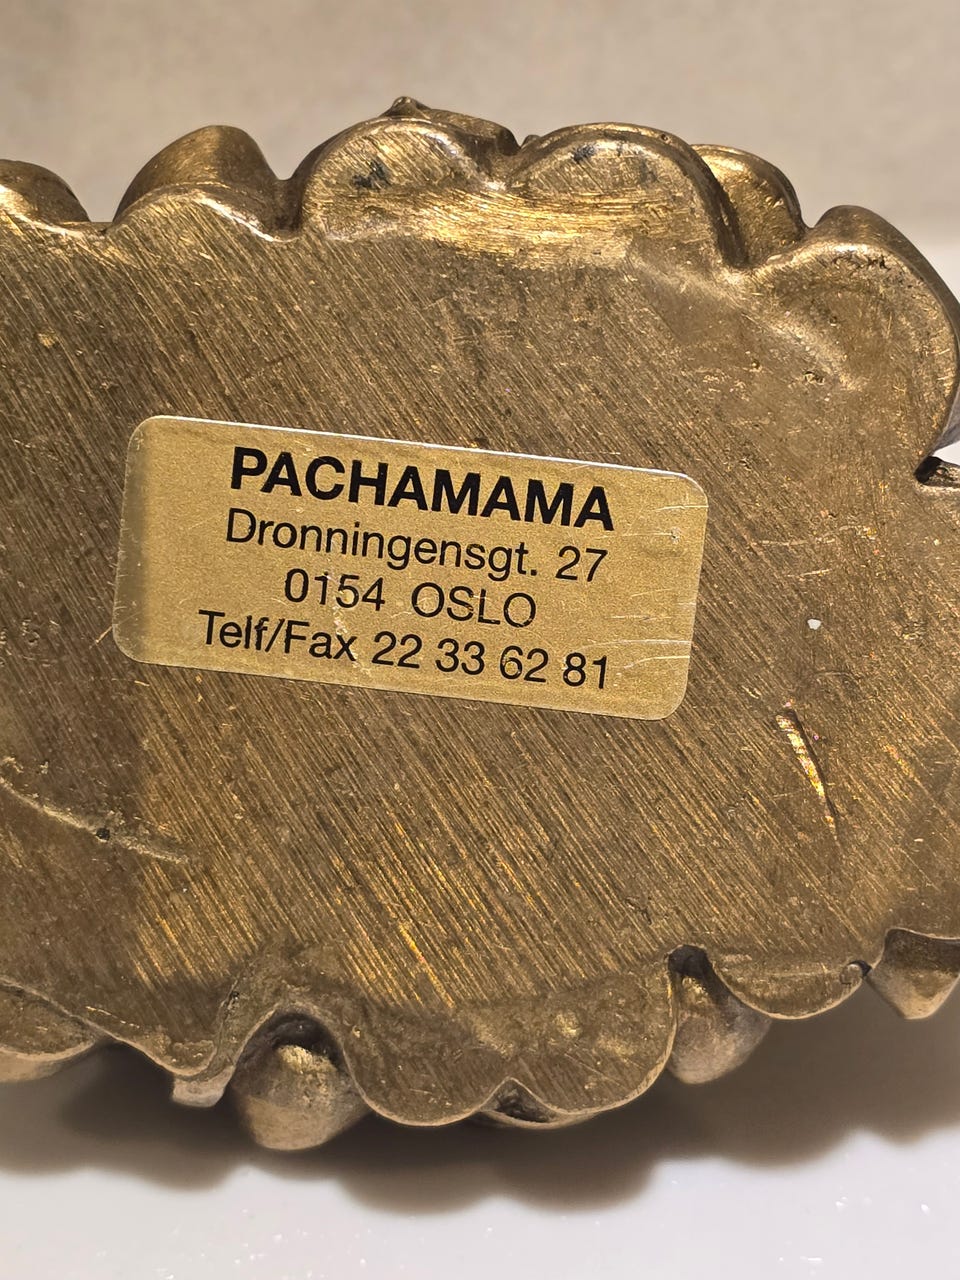 PACHAMAMA
Dronningensgt. 27
0154 OSLO
Telf/Fax 22 33 62 81